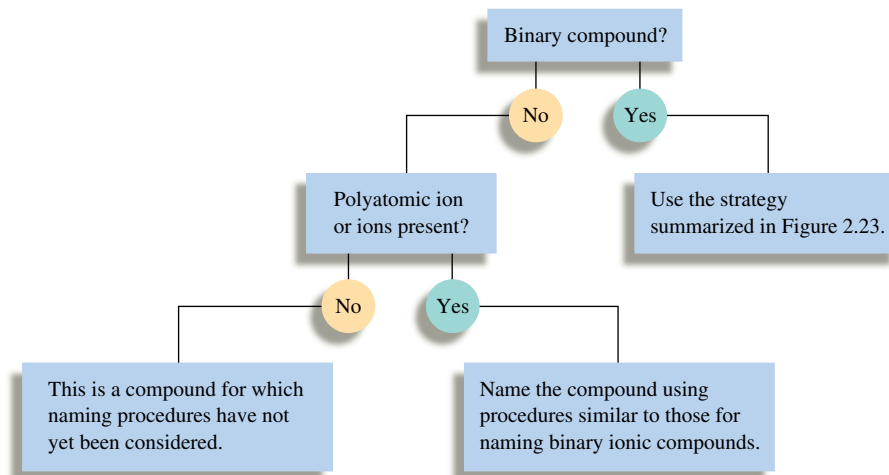 Binary compound?
No
Yes
Polyatomic ion
or ions present?
Use the strategy
summarized in Figure 2.23.
No
Yes
This is a compound for which
naming procedures have not
yet been considered.
Name the compound using
procedures similar to those for
naming binary ionic compounds.